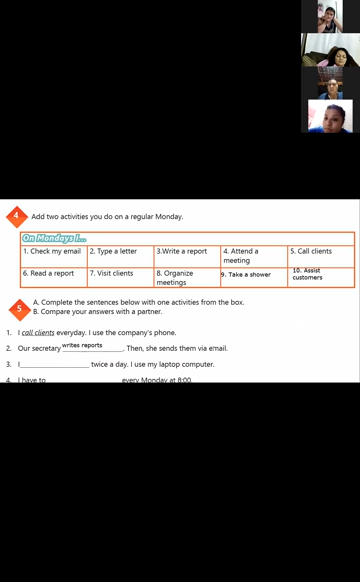 4 Add two activities you do on a regular Monday.
On Mondays I...
1. Check my email 2. Type a letter 3.Write a report 4. Attend a meeting 5. Call clients
6. Read a report 7. Visit clients 8. Organize meetings 9. Take a shower 10. Assist customers
5. A. Complete the sentences below with one activities from the box.
B. Compare your answers with a partner.
1. I call clients everyday. I use the company's phone.
2. Our secretary writes reports. Then, she sends them via email.
3. I____________________ twice a day. I use my laptop computer.
4. I have to ____________________ every Monday at 8:00.